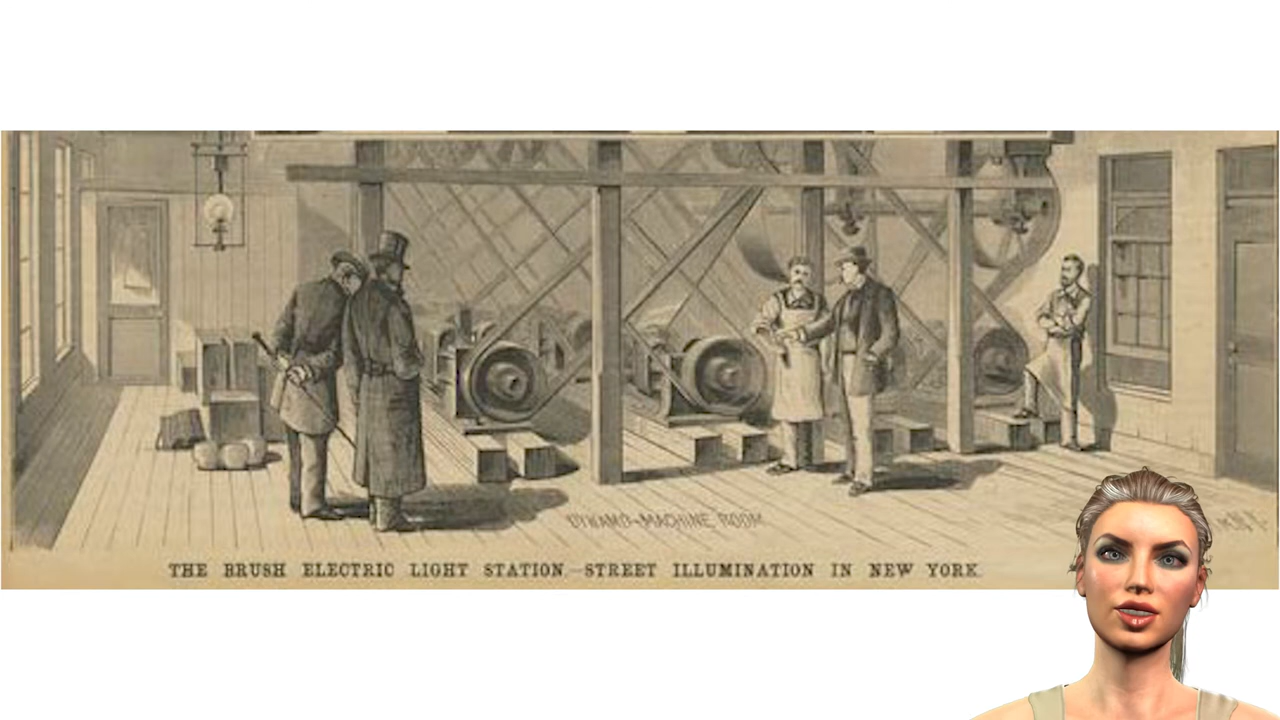 DYNAMO-MACHINE ROOM
THE BRUSH ELECTRIC LIGHT STATION.—STREET ILLUMINATION IN NEW YORK.